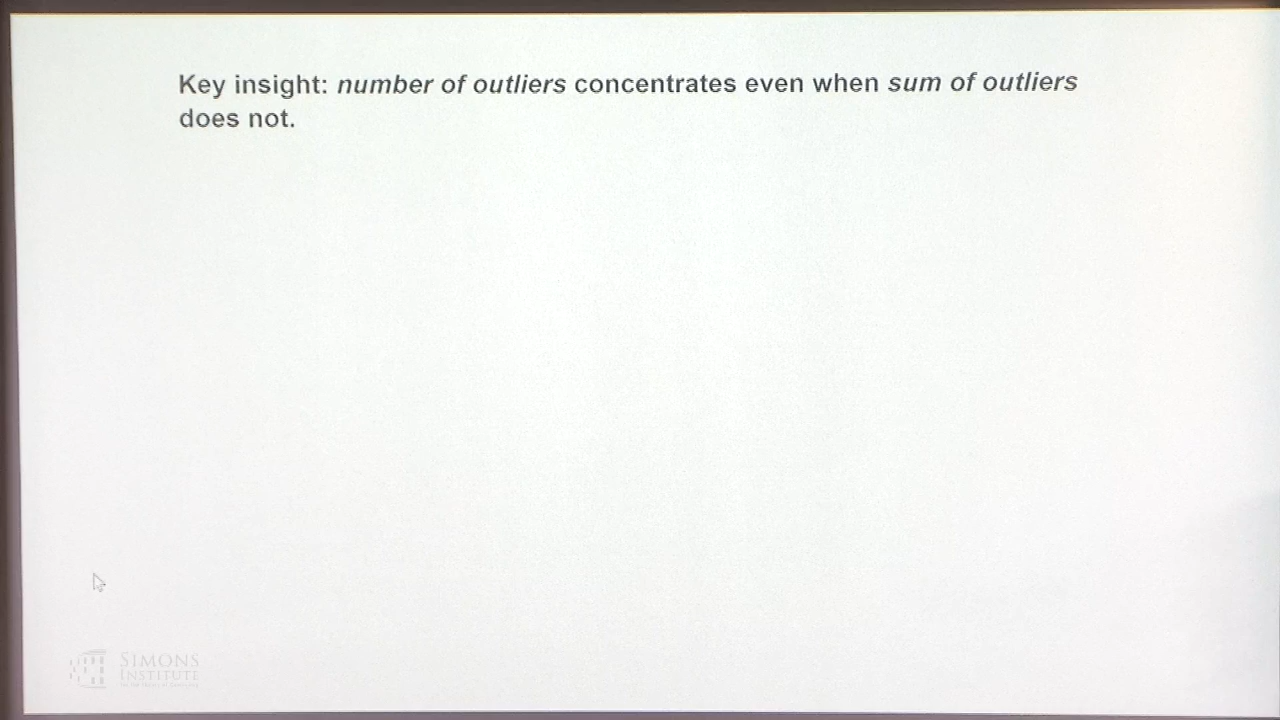 Key insight: number of outliers concentrates even when sum of outliers
does not.
SIMONS
INSTITUTE